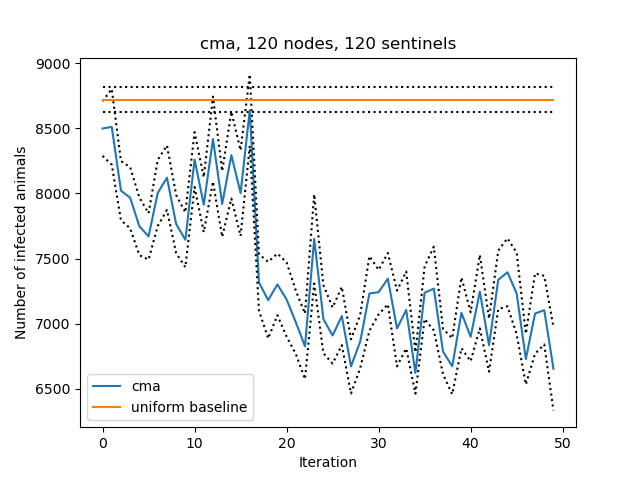 cma, 120 nodes, 120 sentinels
9000
8500
8000
7500
7000
6500
Number of infected animals
cma
uniform baseline
0
10
20
30
40
50
Iteration